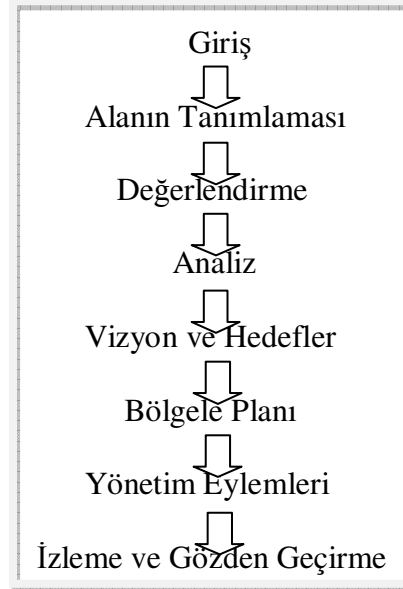 Giriş
Alanın Tanımlaması
Değerlendirme
Analiz
Vizyon ve Hedefler
Bölgele Planı
Yönetim Eylemleri
İzleme ve Gözden Geçirme